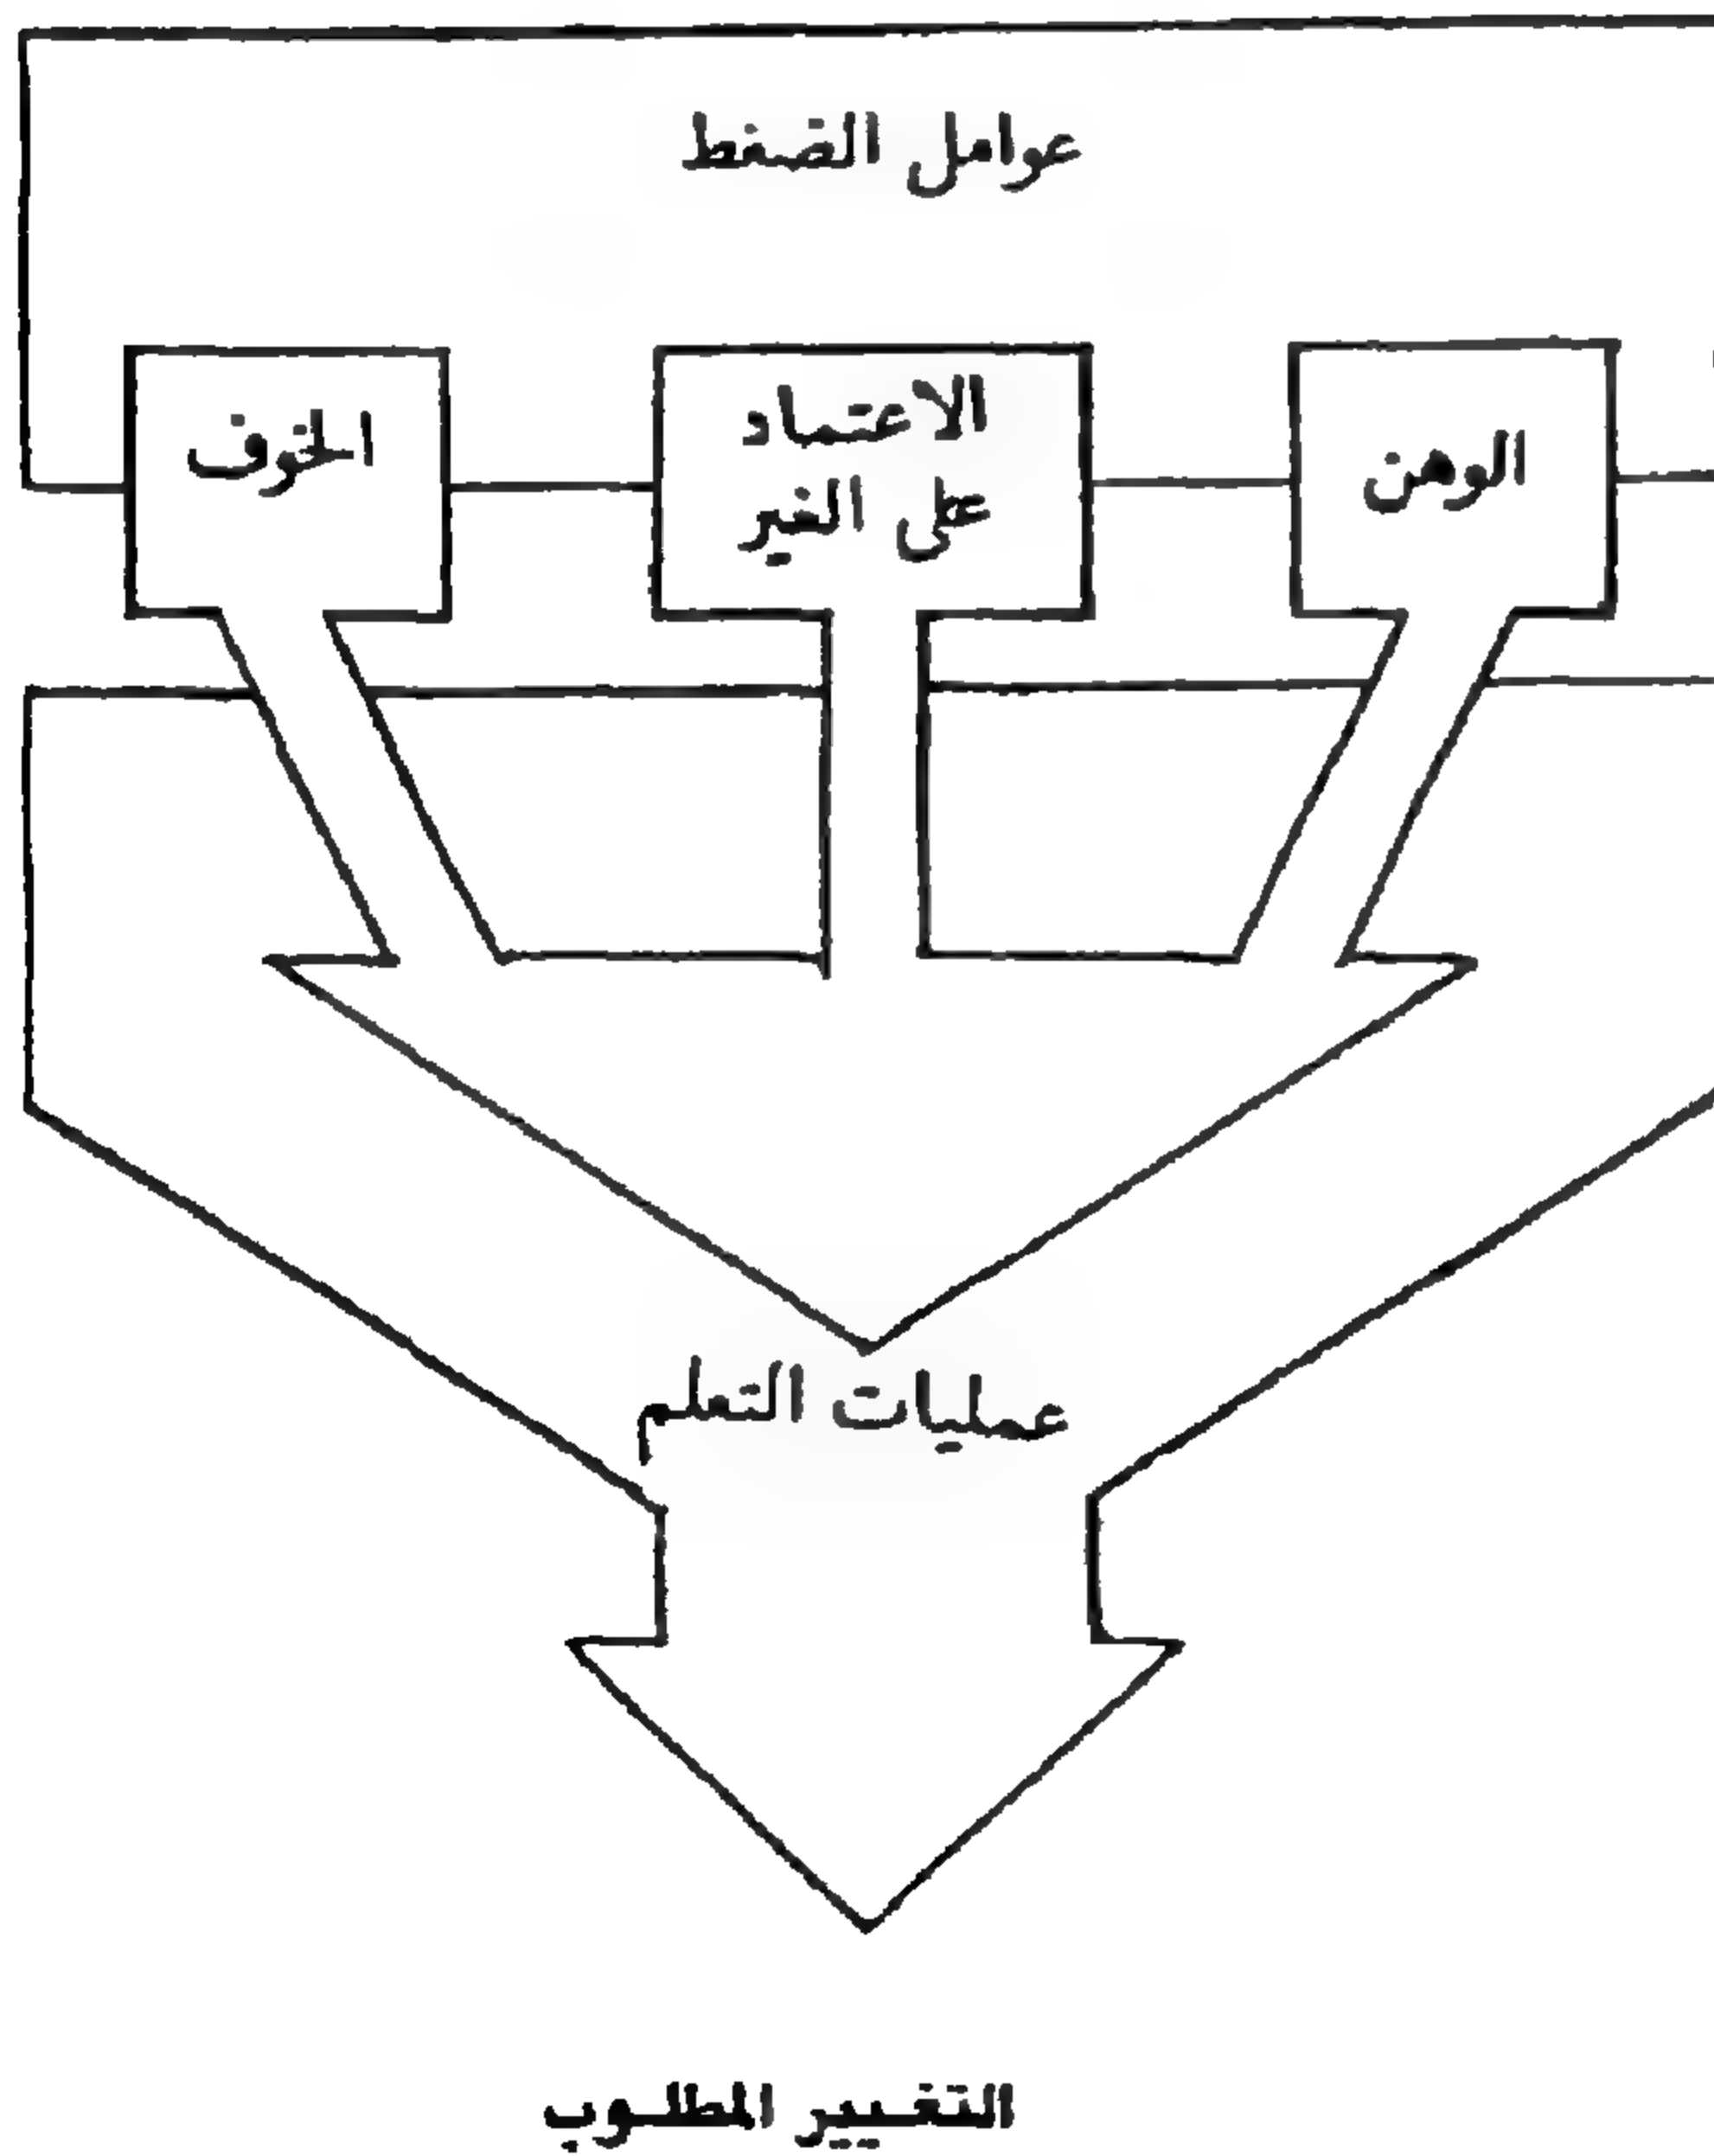 عوامل الضغط
الوهن
الاعتماد
على الغير
الخوف
عمليات التعلم
التغيير المطلوب